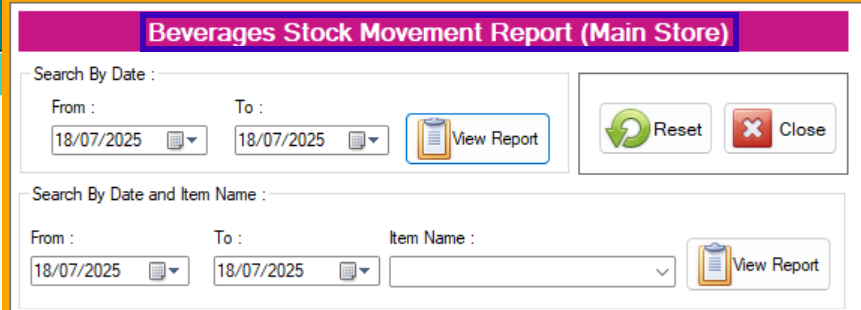 Beverages Stock Movement Report (Main Store)
Search By Date :
From :
To :
18/07/2025
18/07/2025
View Report
Reset
Close
Search By Date and Item Name :
From :
To :
Item Name :
18/07/2025
18/07/2025
View Report